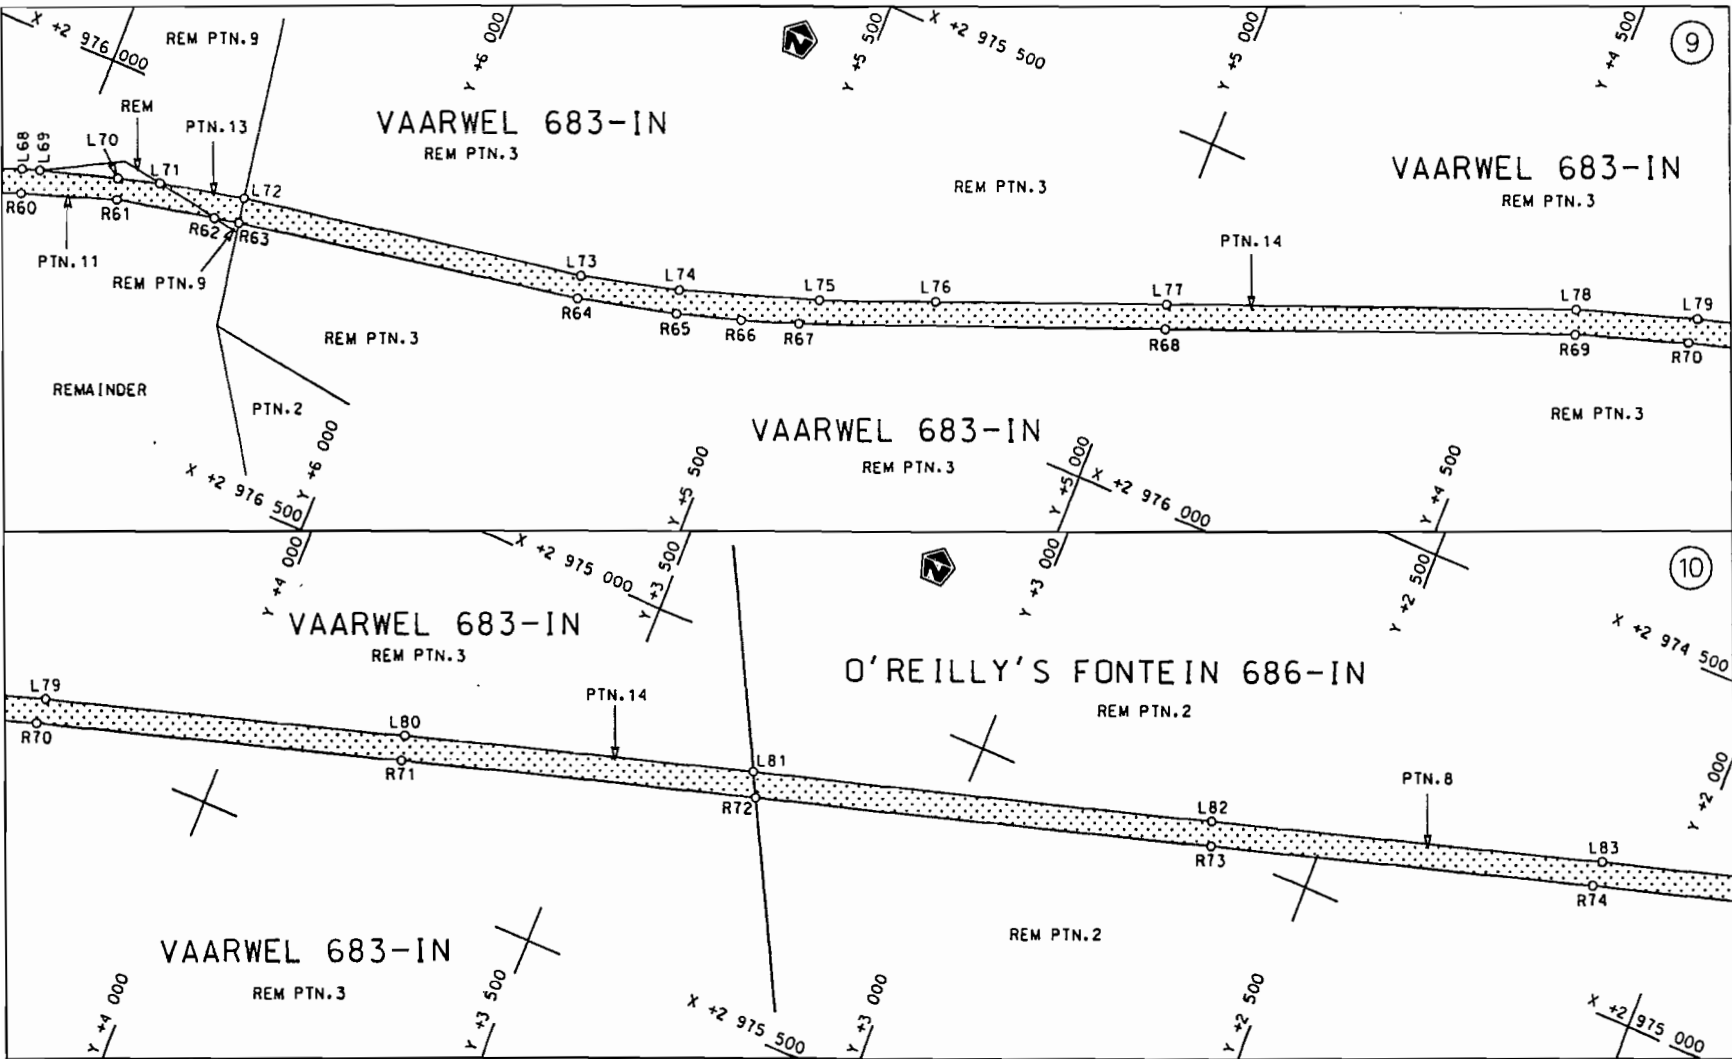 X +2 976 000
REM PTN.9
Y +6 000
Y +5 500
X +2 975 500
Y +5 000
Y +4 500
9
REM
PTN.13
L68
L69
L70
L71
L72
VAARWEL 683-IN
REM PTN.3
REM PTN.3
VAARWEL 683-IN
REM PTN.3
R60
R61
R62
R63
PTN.11
REM PTN.9
L73
L74
L75
L76
L77
PTN.14
L78
L79
R64
R65
R66
R67
R68
R69
R70
REM PTN.3
REMAINDER
PTN.2
VAARWEL 683-IN
REM PTN.3
REM PTN.3
X +2 976 500
Y +6 000
Y +5 500
Y +5 000
X +2 976 000
Y +4 500
Y +4 000
X +2 975 000
Y +3 500
Y +3 000
Y +2 500
10
X +2 974 500
VAARWEL 683-IN
REM PTN.3
O'REILLY'S FONTEIN 686-IN
REM PTN.2
L79
R70
L80
R71
PTN.14
L81
R72
L82
R73
PTN.8
L83
R74
Y +2 000
VAARWEL 683-IN
REM PTN.3
REM PTN.2
Y +4 000
Y +3 500
X +2 975 500
Y +3 000
Y +2 500
X +2 975 000